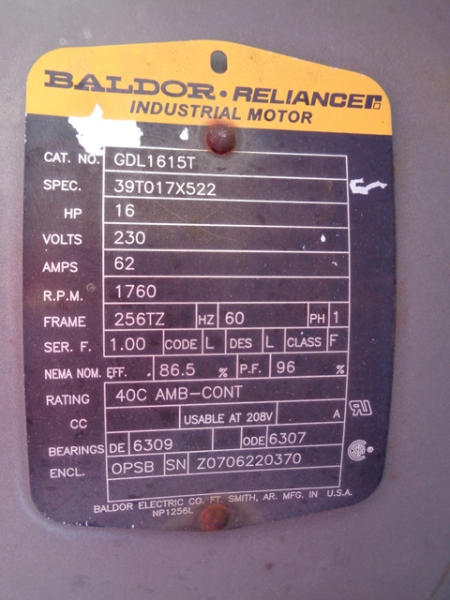 BALDOR · RELIANCE
INDUSTRIAL MOTOR
CAT. NO. GDL1615T
SPEC. 39T017X522
HP 16
VOLTS 230
AMPS 62
R.P.M. 1760
FRAME 256TZ HZ 60 PH 1
SER. F. 1.00 CODE L DES L CLASS F
NEMA NOM. EFF. 86.5 % P.F. 96 %
RATING 40C AMB-CONT
CC USABLE AT 208V A
BEARINGS DE 6309 ODE 6307
ENCL. OPSB SN Z0706220370
BALDOR ELECTRIC CO. FT. SMITH, AR. MFG. IN U.S.A.
NP1256L